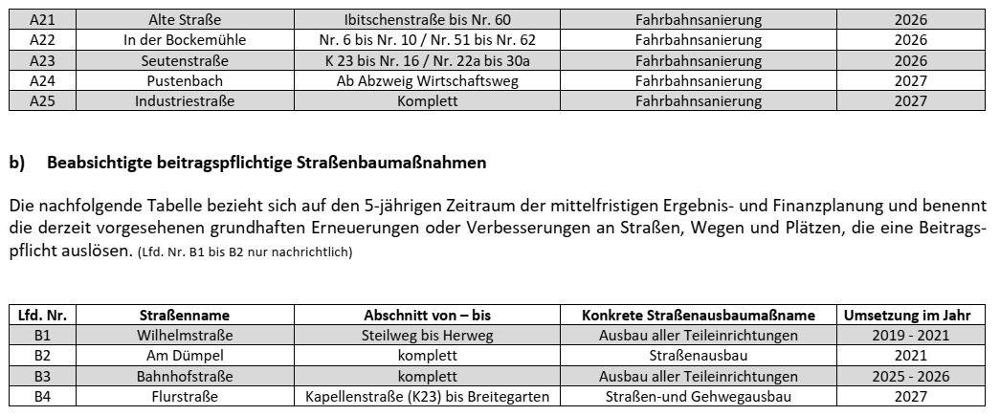 A21 Alte Straße Ibitschenstraße bis Nr. 60 Fahrbahnsanierung 2026
A22 In der Bockemühle Nr. 6 bis Nr. 10 / Nr. 51 bis Nr. 62 Fahrbahnsanierung 2026
A23 Seutenstraße K 23 bis Nr. 16 / Nr. 22a bis 30a Fahrbahnsanierung 2026
A24 Pustenbach Ab Abzweig Wirtschaftsweg Fahrbahnsanierung 2027
A25 Industriestraße Komplett Fahrbahnsanierung 2027
b) Beabsichtigte beitragspflichtige Straßenbaumaßnahmen
Die nachfolgende Tabelle bezieht sich auf den 5-jährigen Zeitraum der mittelfristigen Ergebnis- und Finanzplanung und benennt
die derzeit vorgesehenen grundhaften Erneuerungen oder Verbesserungen an Straßen, Wegen und Plätzen, die eine Beitrags-
pflicht auslösen. (Lfd. Nr. B1 bis B2 nur nachrichtlich)
Lfd. Nr. Straßenname Abschnitt von – bis Konkrete Straßenausbaumaßname Umsetzung im Jahr
B1 Wilhelmstraße Steilweg bis Herweg Ausbau aller Teileinrichtungen 2019 - 2021
B2 Am Dümpel komplett Straßenausbau 2021
B3 Bahnhofstraße komplett Ausbau aller Teileinrichtungen 2025 - 2026
B4 Flurstraße Kapellenstraße (K23) bis Breitegarten Straßen-und Gehwegausbau 2027